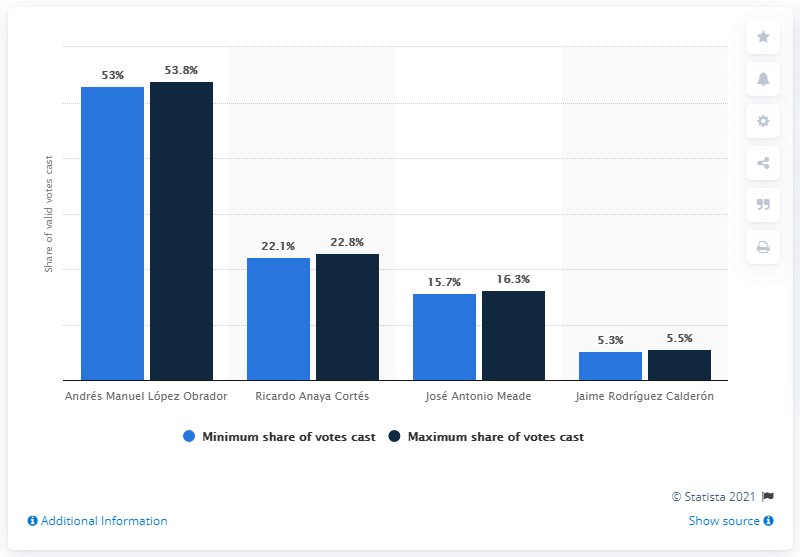 53%
53.8%
22.1%
22.8%
15.7%
16.3%
5.3%
5.5%
Share of valid votes cast
Andrés Manuel López Obrador
Ricardo Anaya Cortés
José Antonio Meade
Jaime Rodríguez Calderón
Minimum share of votes cast
Maximum share of votes cast
© Statista 2021
Additional Information
Show source